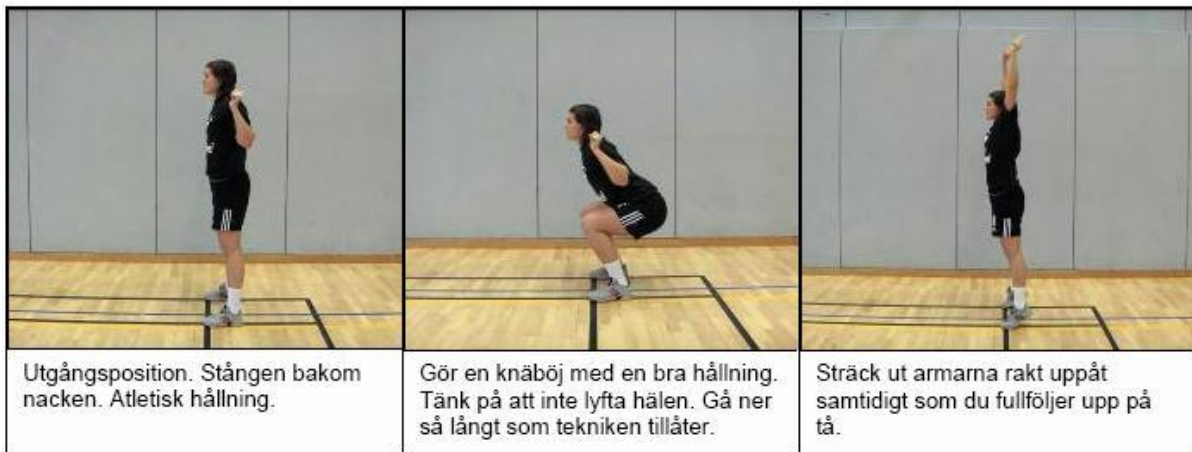 Utgångsposition. Stången bakom
nacken. Atletisk hållning.
Gör en knäböj med en bra hållning.
Tänk på att inte lyfta hälen. Gå ner
så långt som tekniken tillåter.
Sträck ut armarna rakt uppåt
samtidigt som du fullföljer upp på
tå.